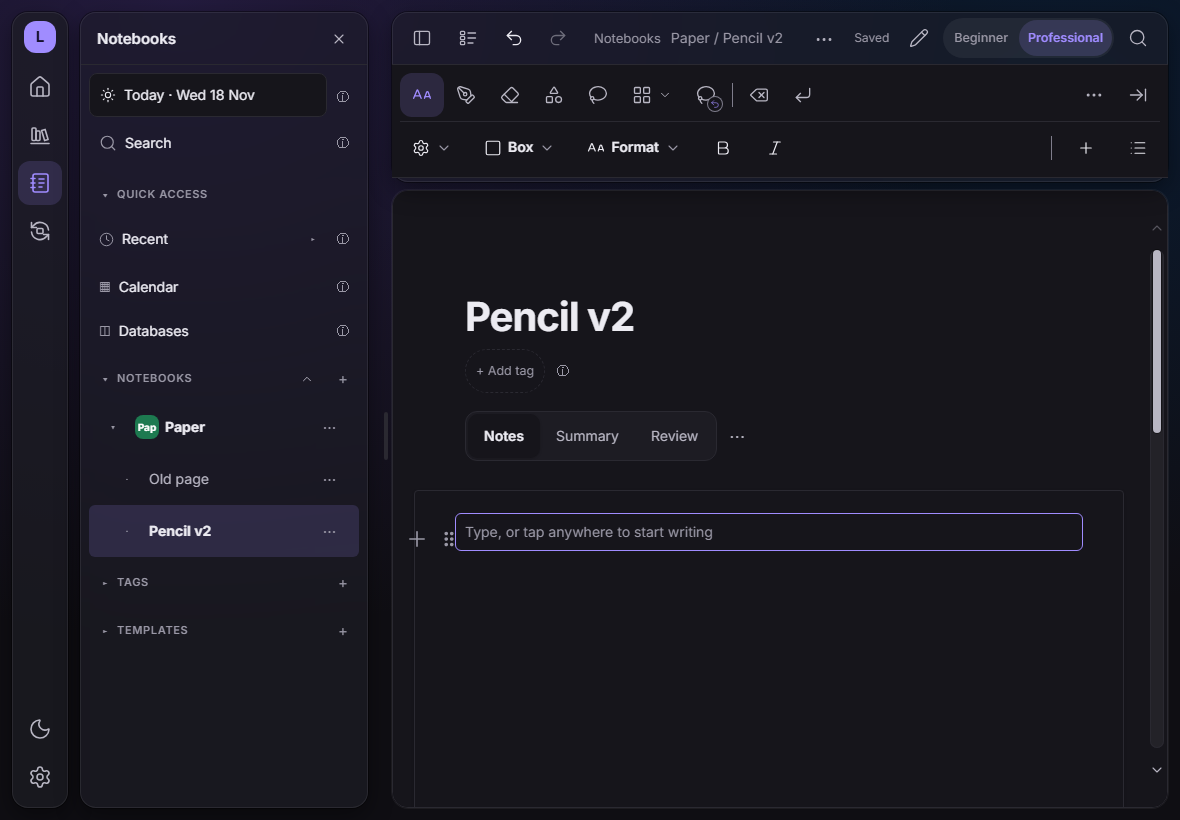 L
Notebooks
Today · Wed 18 Nov
Search
QUICK ACCESS
Recent
Calendar
Databases
NOTEBOOKS
Pap Paper
Old page
Pencil v2
TAGS
TEMPLATES
Notebooks Paper / Pencil v2
Saved
Beginner
Professional
AA
Box
AA Format
B
I
Pencil v2
+ Add tag
Notes
Summary
Review
Type, or tap anywhere to start writing